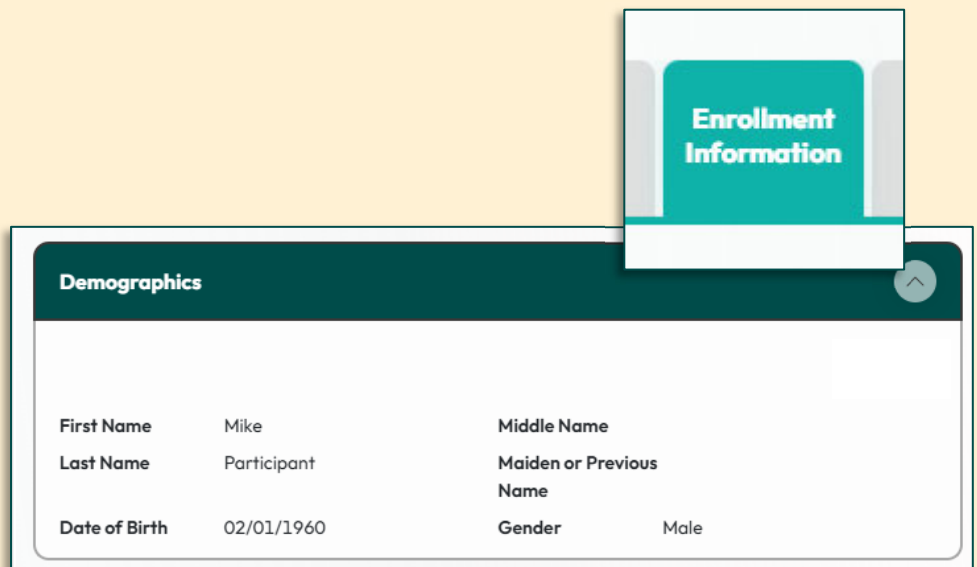 Enrollment
Information
Demographics
First Name Mike Middle Name
Last Name Participant Maiden or Previous
Name
Date of Birth 02/01/1960 Gender Male